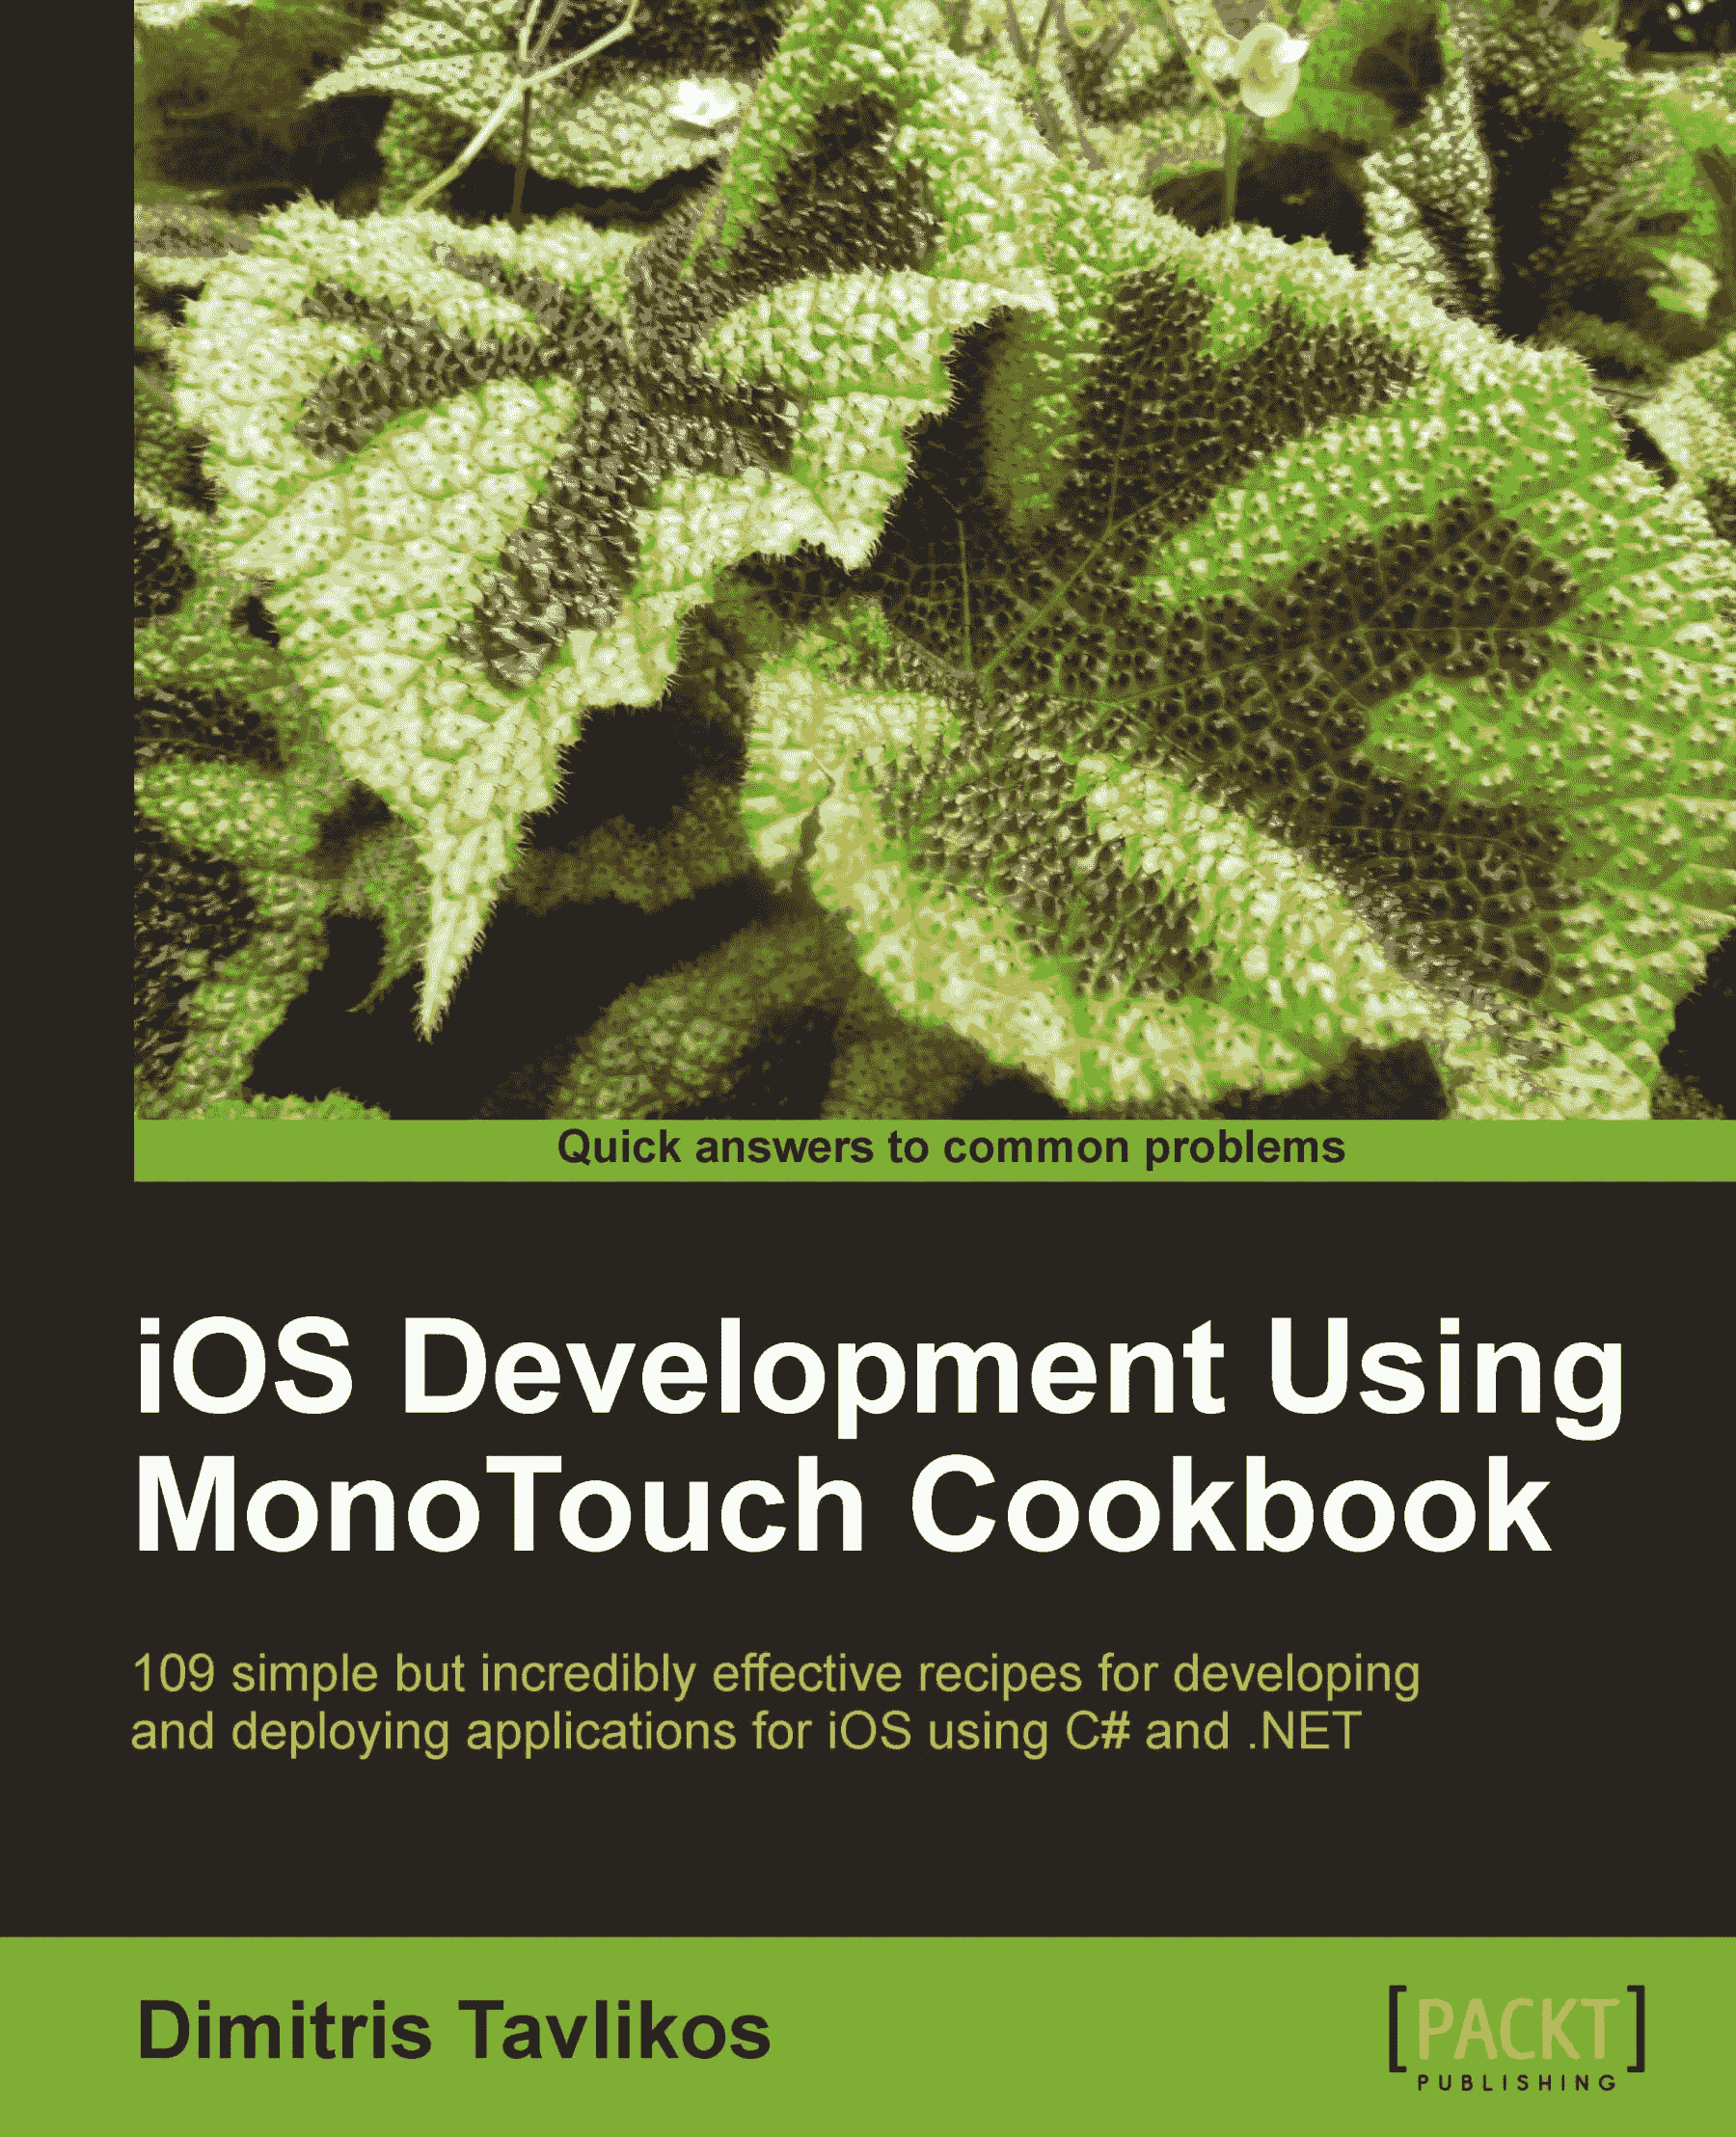 Quick answers to common problems
iOS Development Using
MonoTouch Cookbook
109 simple but incredibly effective recipes for developing
and deploying applications for iOS using C# and .NET
Dimitris Tavlikos
[PACKT]
PUBLISHING